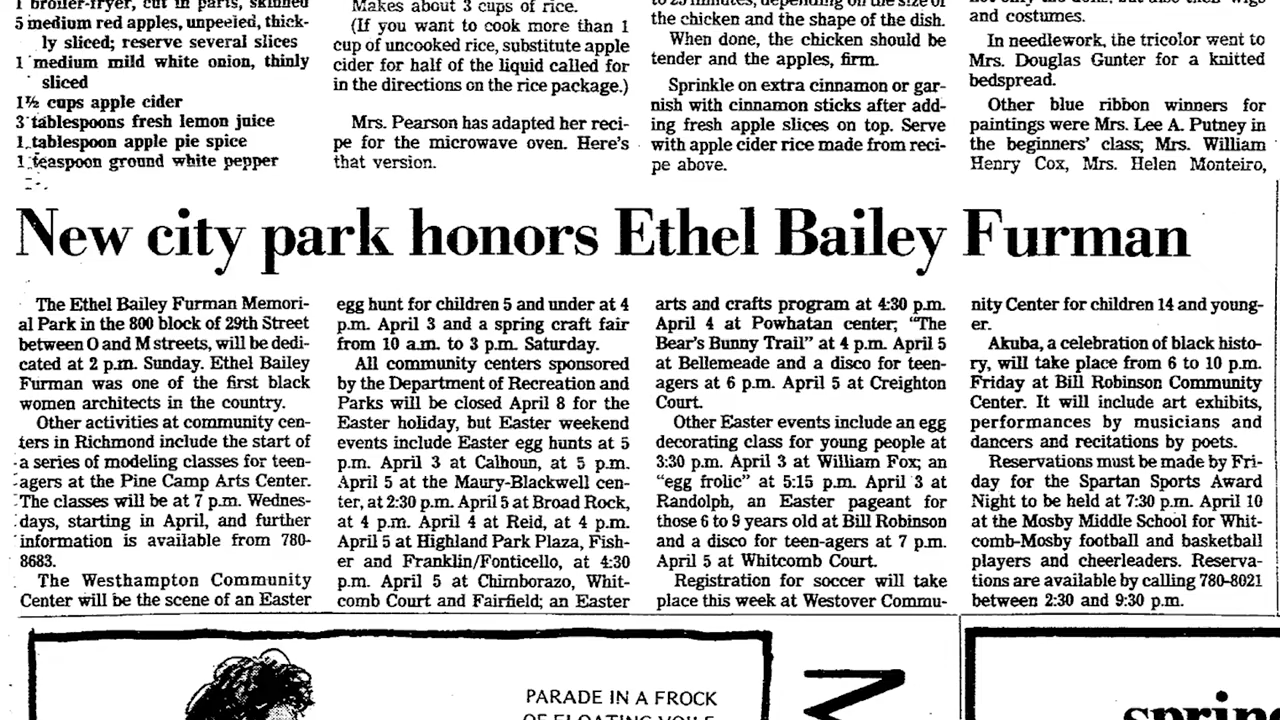 1 broiler-fryer, cut in parts, skinned
5 medium red apples, unpeeled, thick-
ly sliced; reserve several slices
1 medium mild white onion, thinly
sliced
1½ cups apple cider
3 tablespoons fresh lemon juice
1 tablespoon apple pie spice
1 teaspoon ground white pepper
Makes about 3 cups of rice.
(If you want to cook more than 1
cup of uncooked rice, substitute apple
cider for half of the liquid called for
in the directions on the rice package.)
Mrs. Pearson has adapted her reci-
pe for the microwave oven. Here's
that version.
to 25 minutes, depending on the size of
the chicken and the shape of the dish.
When done, the chicken should be
tender and the apples, firm.
Sprinkle on extra cinnamon or gar-
nish with cinnamon sticks after add-
ing fresh apple slices on top. Serve
with apple cider rice made from reci-
pe above.
and costumes.
In needlework, the tricolor went to
Mrs. Douglas Gunter for a knitted
bedspread.
Other blue ribbon winners for
paintings were Mrs. Lee A. Putney in
the beginners' class; Mrs. William
Henry Cox, Mrs. Helen Monteiro,
New city park honors Ethel Bailey Furman
The Ethel Bailey Furman Memori-
al Park in the 800 block of 29th Street
between O and M streets, will be dedi-
cated at 2 p.m. Sunday. Ethel Bailey
Furman was one of the first black
women architects in the country.
Other activities at community cen-
ters in Richmond include the start of
a series of modeling classes for teen-
agers at the Pine Camp Arts Center.
The classes will be at 7 p.m. Wednes-
days, starting in April, and further
information is available from 780-
8683.
The Westhampton Community
Center will be the scene of an Easter
egg hunt for children 5 and under at 4
p.m. April 3 and a spring craft fair
from 10 a.m. to 3 p.m. Saturday.
All community centers sponsored
by the Department of Recreation and
Parks will be closed April 8 for the
Easter holiday, but Easter weekend
events include Easter egg hunts at 5
p.m. April 3 at Calhoun, at 5 p.m.
April 5 at the Maury-Blackwell cen-
ter, at 2:30 p.m. April 5 at Broad Rock,
at 4 p.m. April 4 at Reid, at 4 p.m.
April 5 at Highland Park Plaza, Fish-
er and Franklin/Fonticello, at 4:30
p.m. April 5 at Chimborazo, Whit-
comb Court and Fairfield; an Easter
arts and crafts program at 4:30 p.m.
April 4 at Powhatan center; "The
Bear's Bunny Trail" at 4 p.m. April 5
at Bellemeade and a disco for teen-
agers at 6 p.m. April 5 at Creighton
Court.
Other Easter events include an egg
decorating class for young people at
3:30 p.m. April 3 at William Fox; an
"egg frolic" at 5:15 p.m. April 3 at
Randolph, an Easter pageant for
those 6 to 9 years old at Bill Robinson
and a disco for teen-agers at 7 p.m.
April 5 at Whitcomb Court.
Registration for soccer will take
place this week at Westover Commu-
nity Center for children 14 and young-
er.
Akuba, a celebration of black histo-
ry, will take place from 6 to 10 p.m.
Friday at Bill Robinson Community
Center. It will include art exhibits,
performances by musicians and
dancers and recitations by poets.
Reservations must be made by Fri-
day for the Spartan Sports Award
Night to be held at 7:30 p.m. April 10
at the Mosby Middle School for Whit-
comb-Mosby football and basketball
players and cheerleaders. Reserva-
tions are available by calling 780-8021
between 2:30 and 9:30 p.m.
PARADE IN A FROCK
OF FLOATING VOILE
spring